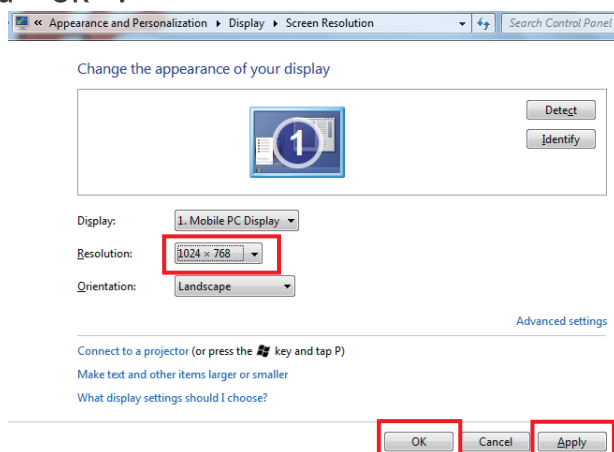 OK
« Appearance and Personalization ▸ Display ▸ Screen Resolution Search Control Panel
Change the appearance of your display
1
Detect
Identify
Display: 1. Mobile PC Display
Resolution: 1024 × 768
Orientation: Landscape
Advanced settings
Connect to a projector (or press the key and tap P)
Make text and other items larger or smaller
What display settings should I choose?
OK Cancel Apply